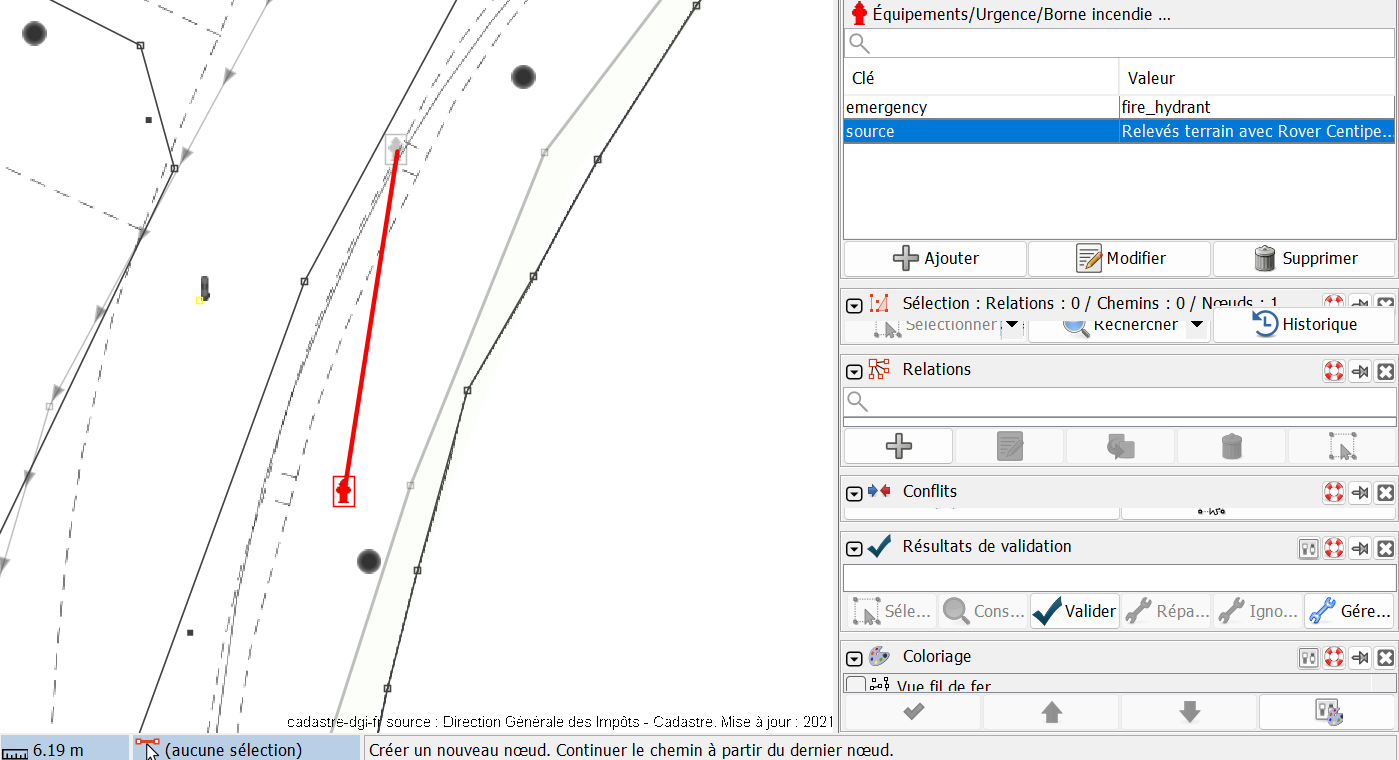 Équipements/Urgence/Borne incendie ...
Clé Valeur
emergency fire_hydrant
source Relevés terrain avec Rover Centipe...
Ajouter Modifier Supprimer
Sélection : Relations : 0 / Chemins : 0 / Nœuds : 1
Sélectionner Rechercher Historique
Relations
Conflits
Résultats de validation
Séle... Cons... Valider Répa... Igno... Gére...
Coloriage
Vue fil de fer
cadastre-dgi-fr source : Direction Générale des Impôts - Cadastre. Mise à jour : 2021
6.19 m (aucune sélection) Créer un nouveau nœud. Continuer le chemin à partir du dernier nœud.